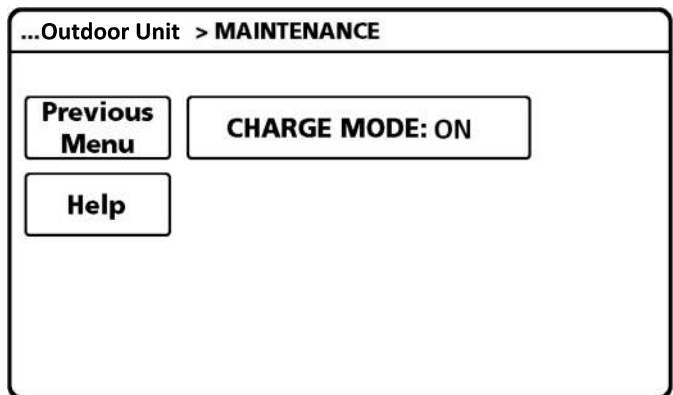 ...Outdoor Unit > MAINTENANCE
Previous
Menu
CHARGE MODE: ON
Help